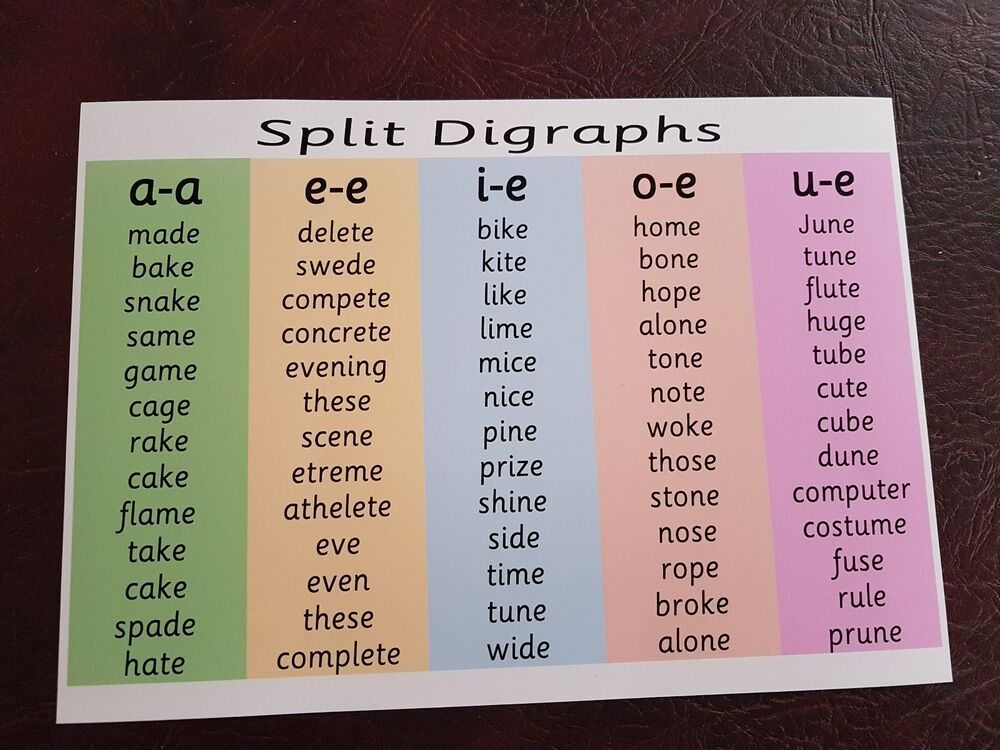 Split Digraphs
a-a e-e i-e o-e u-e
made delete bike home June
bake swede kite bone tune
snake compete like hope flute
same concrete lime alone huge
game evening mice tone tube
cage these nice note cute
rake scene pine woke cube
cake etreme prize those dune
flame athelete shine stone computer
take eve side nose costume
cake even time rope fuse
spade these tune broke rule
hate complete wide alone prune